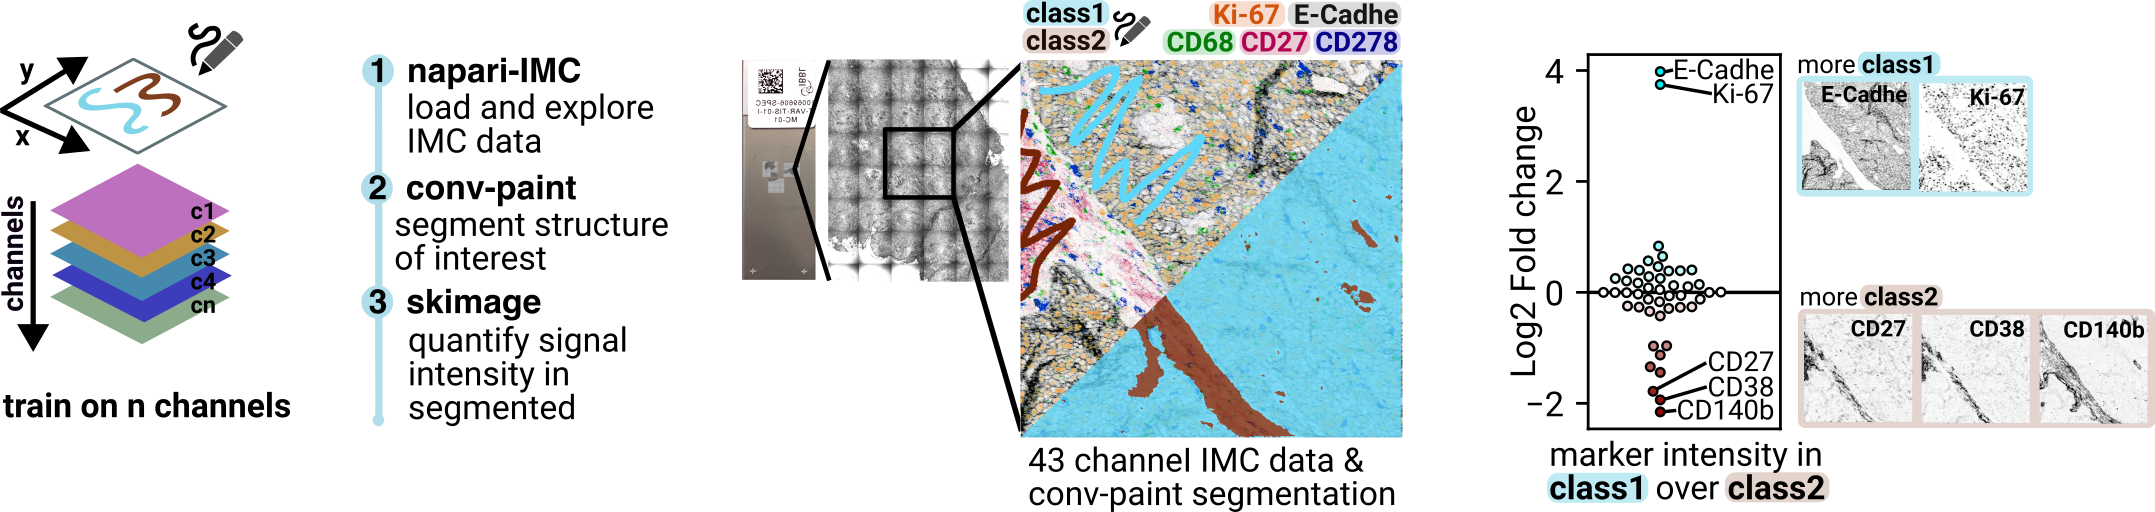 y
x
channels
c1
c2
c3
c4
cn
train on n channels
1 napari-IMC
load and explore
IMC data
2 conv-paint
segment structure
of interest
3 skimage
quantify signal
intensity in
segmented
class1
class2
Ki-67 E-Cadhe
CD68 CD27 CD278
43 channel IMC data &
conv-paint segmentation
Log2 Fold change
4
2
0
−2
E-Cadhe
Ki-67
CD27
CD38
CD140b
marker intensity in
class1 over class2
more class1
E-Cadhe
Ki-67
more class2
CD27
CD38
CD140b